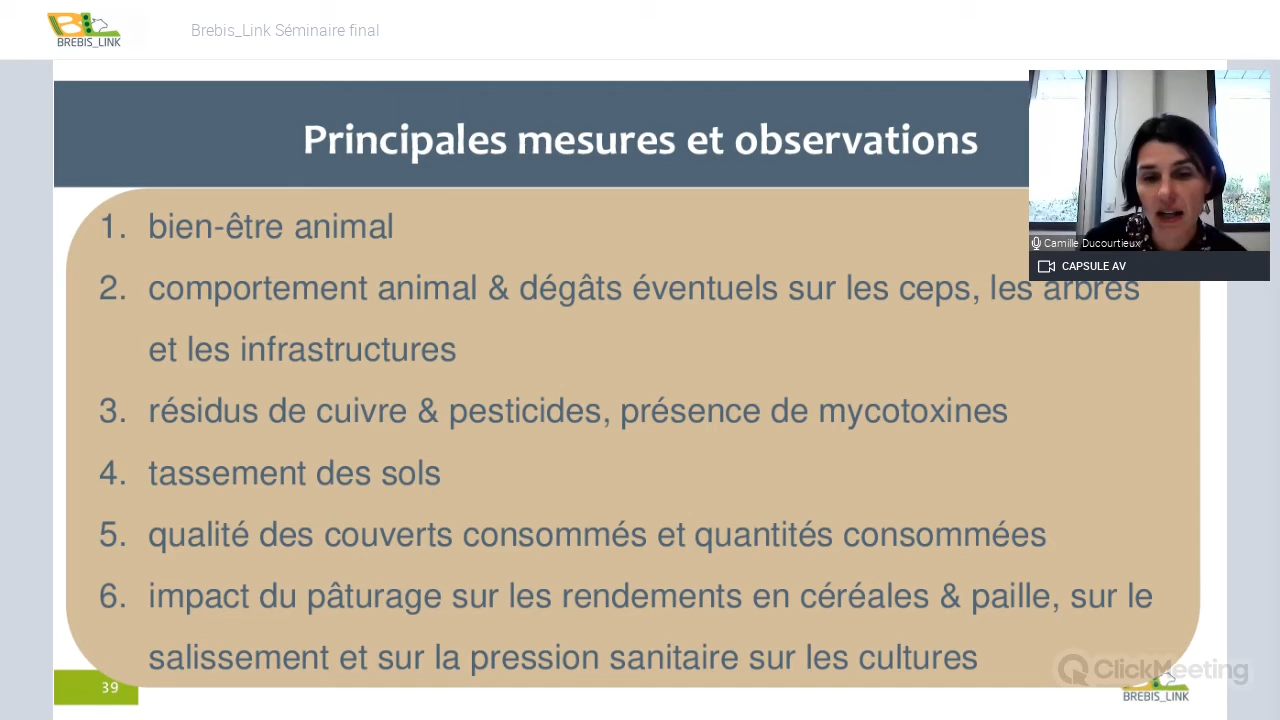 BREBIS_LINK
Brebis_Link Séminaire final
Principales mesures et observations
Camille Ducourtieux
CAPSULE AV
1. bien-être animal
2. comportement animal & dégâts éventuels sur les ceps, les arbres
et les infrastructures
3. résidus de cuivre & pesticides, présence de mycotoxines
4. tassement des sols
5. qualité des couverts consommés et quantités consommées
6. impact du pâturage sur les rendements en céréales & paille, sur le
salissement et sur la pression sanitaire sur les cultures
39
ClickMeeting
BREBIS_LINK